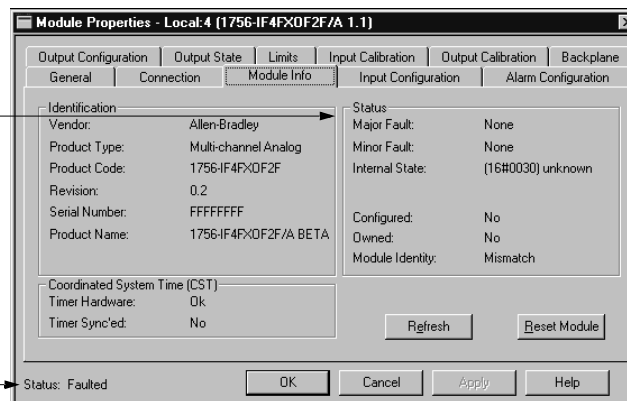 Module Properties - Local:4 (1756-IF4FXOF2F/A 1.1)
Output Configuration Output State Limits Input Calibration Output Calibration Backplane
General Connection Module Info Input Configuration Alarm Configuration
Identification
Vendor: Allen-Bradley
Product Type: Multi-channel Analog
Product Code: 1756-IF4FXOF2F
Revision: 0.2
Serial Number: FFFFFFFF
Product Name: 1756-IF4FXOF2F/A BETA
Coordinated System Time (CST)
Timer Hardware: Ok
Timer Sync'ed: No
Status
Major Fault: None
Minor Fault: None
Internal State: (16#0030) unknown
Configured: No
Owned: No
Module Identity: Mismatch
Refresh Reset Module
Status: Faulted OK Cancel Apply Help